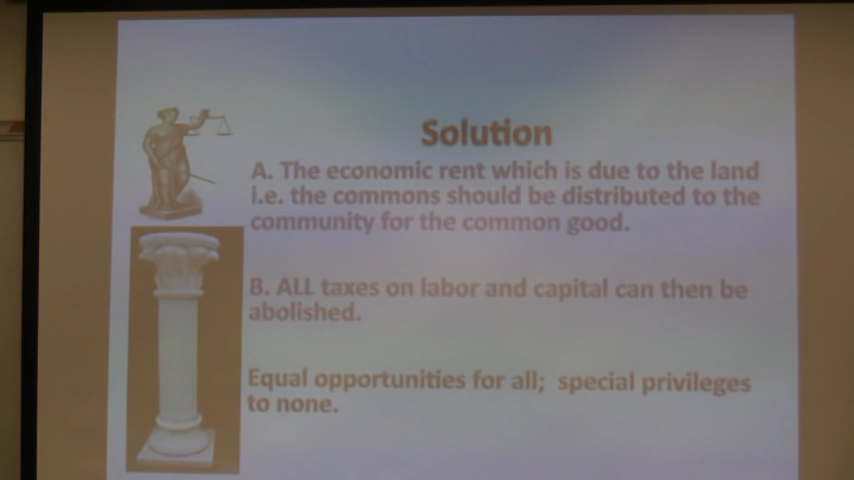 Solution
A. The economic rent which is due to the land
i.e. the commons should be distributed to the
community for the common good.
B. ALL taxes on labor and capital can then be
abolished.
Equal opportunities for all;  special privileges
to none.